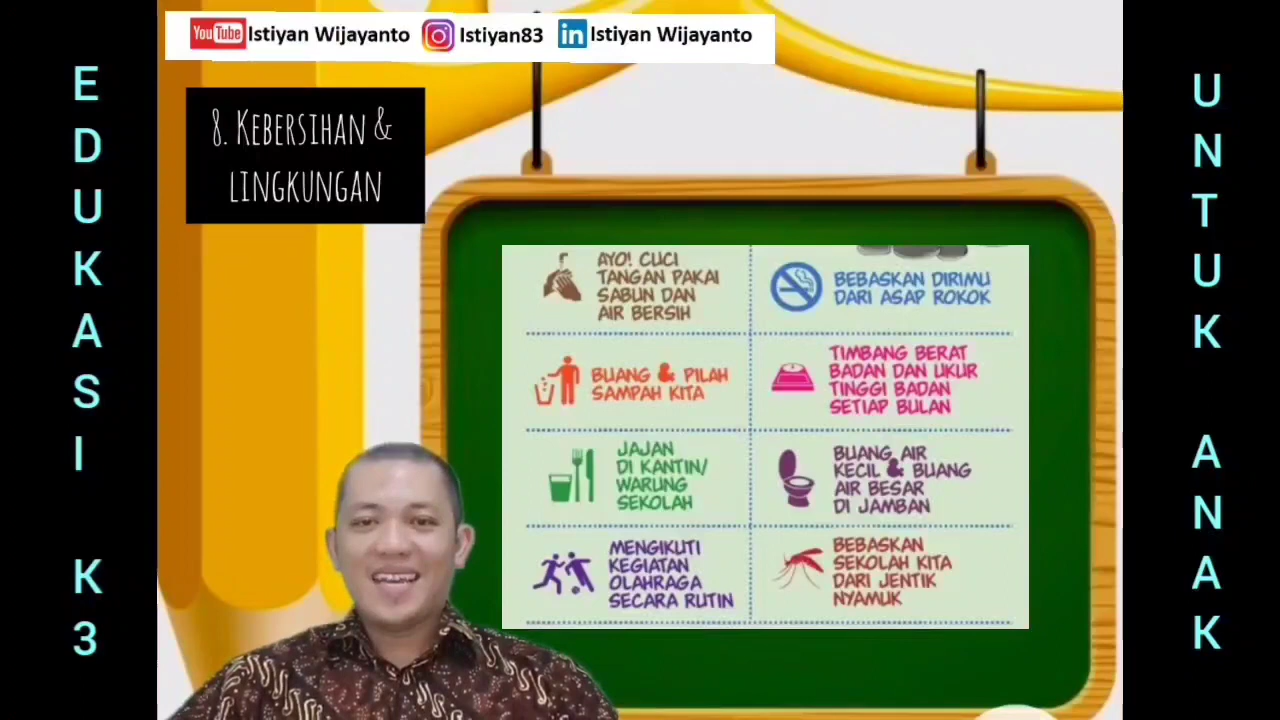 YouTube Istiyan Wijayanto Istiyan83 in Istiyan Wijayanto
EDUKASI K3
8. KEBERSIHAN &
LINGKUNGAN
AYO! CUCI
TANGAN PAKAI
SABUN DAN
AIR BERSIH
BEBASKAN DIRIMU
DARI ASAP ROKOK
BUANG & PILAH
SAMPAH KITA
TIMBANG BERAT
BADAN DAN UKUR
TINGGI BADAN
SETIAP BULAN
JAJAN
DI KANTIN/
WARUNG
SEKOLAH
BUANG AIR
KECIL & BUANG
AIR BESAR
DI JAMBAN
MENGIKUTI
KEGIATAN
OLAHRAGA
SECARA RUTIN
BEBASKAN
SEKOLAH KITA
DARI JENTIK
NYAMUK
UNTUK ANAK